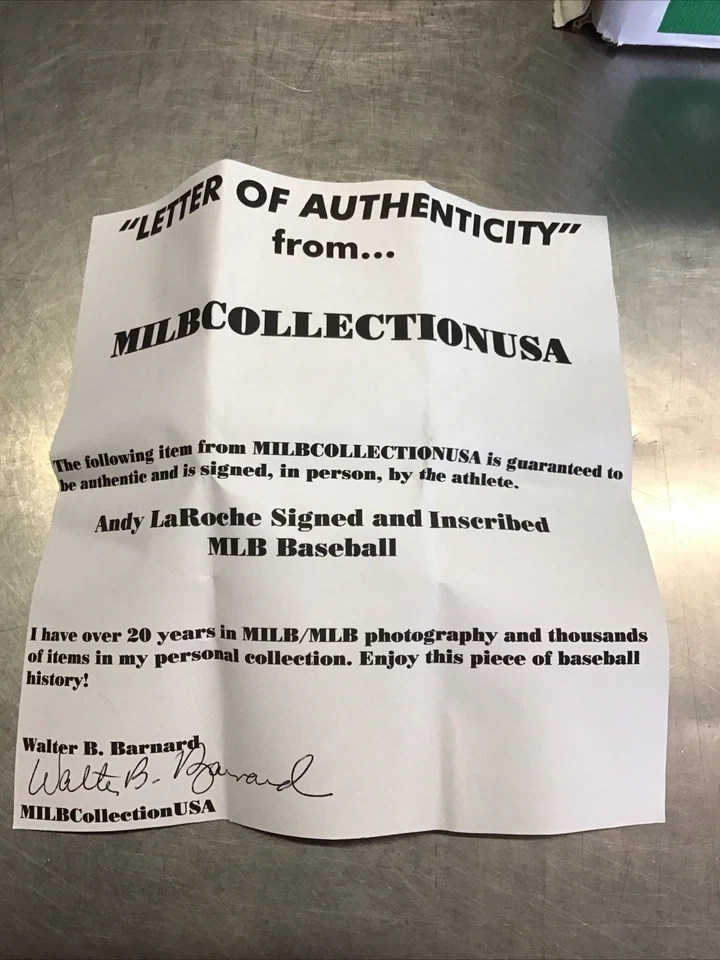 "LETTER OF AUTHENTICITY"
from...
MILBCOLLECTIONUSA
The following item from MILBCOLLECTIONUSA is guaranteed to
be authentic and is signed, in person, by the athlete.
Andy LaRoche Signed and Inscribed
MLB Baseball
I have over 20 years in MILB/MLB photography and thousands
of items in my personal collection. Enjoy this piece of baseball
history!
Walter B. Barnard
Walter B. Barnard
MILBCollectionUSA